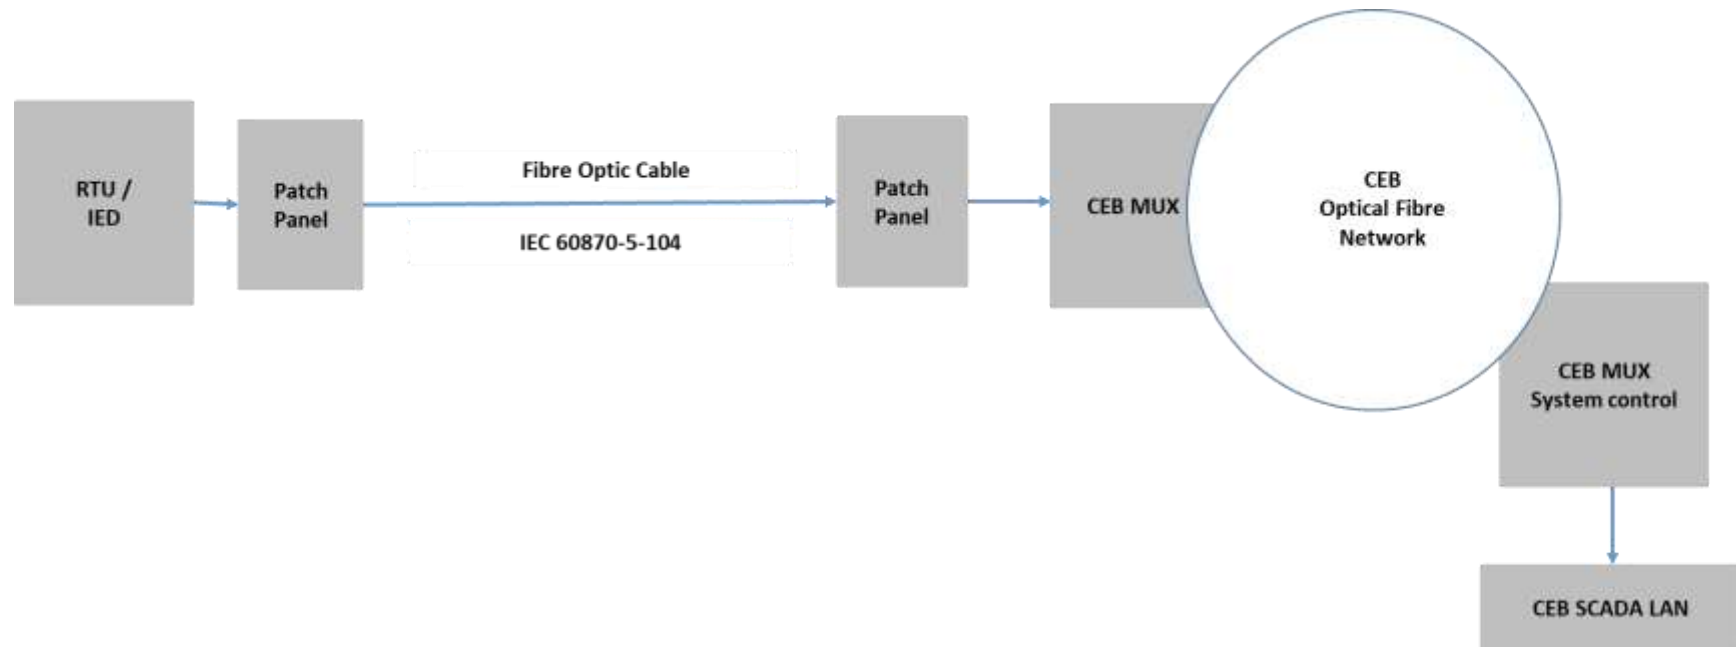 RTU /
IED
Patch
Panel
Fibre Optic Cable
IEC 60870-5-104
Patch
Panel
CEB MUX
CEB
Optical Fibre
Network
CEB MUX
System control
CEB SCADA LAN